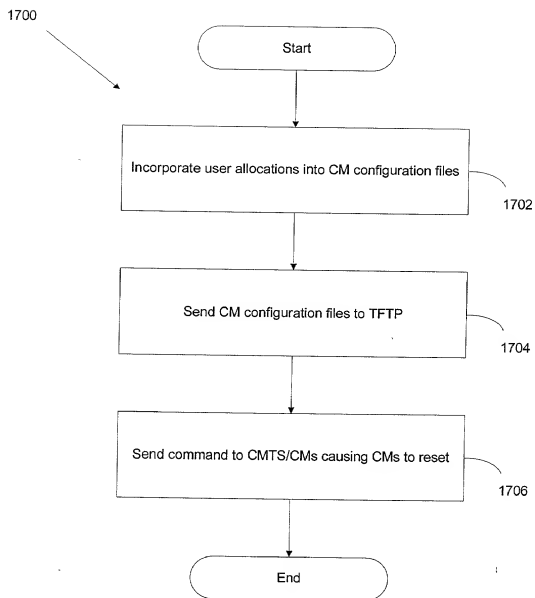 1700
Start
Incorporate user allocations into CM configuration files
1702
Send CM configuration files to TFTP
1704
Send command to CMTS/CMs causing CMs to reset
1706
End